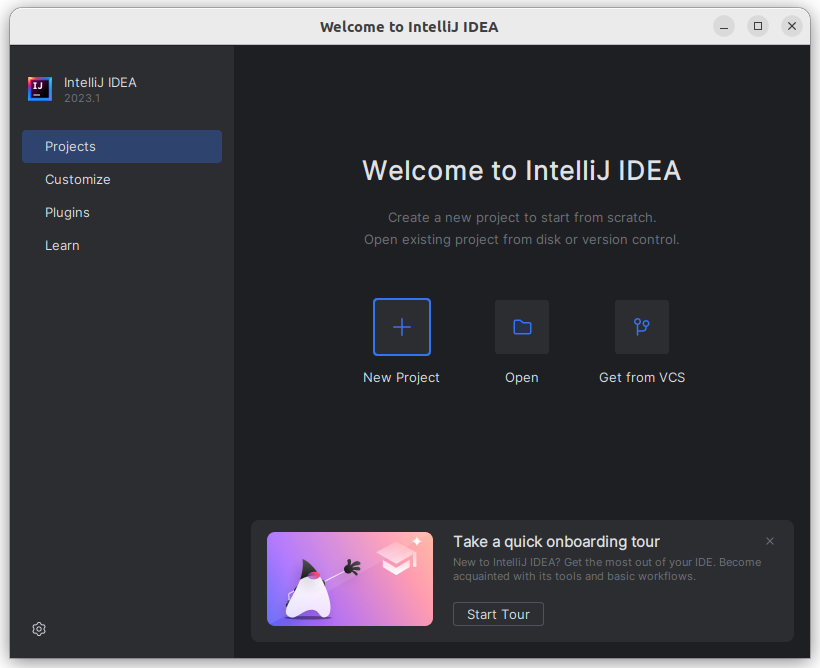 Welcome to IntelliJ IDEA
IJ
IntelliJ IDEA
2023.1
Projects
Customize
Plugins
Learn
Welcome to IntelliJ IDEA
Create a new project to start from scratch.
Open existing project from disk or version control.
New Project
Open
Get from VCS
Take a quick onboarding tour
New to IntelliJ IDEA? Get the most out of your IDE. Become
acquainted with its tools and basic workflows.
Start Tour